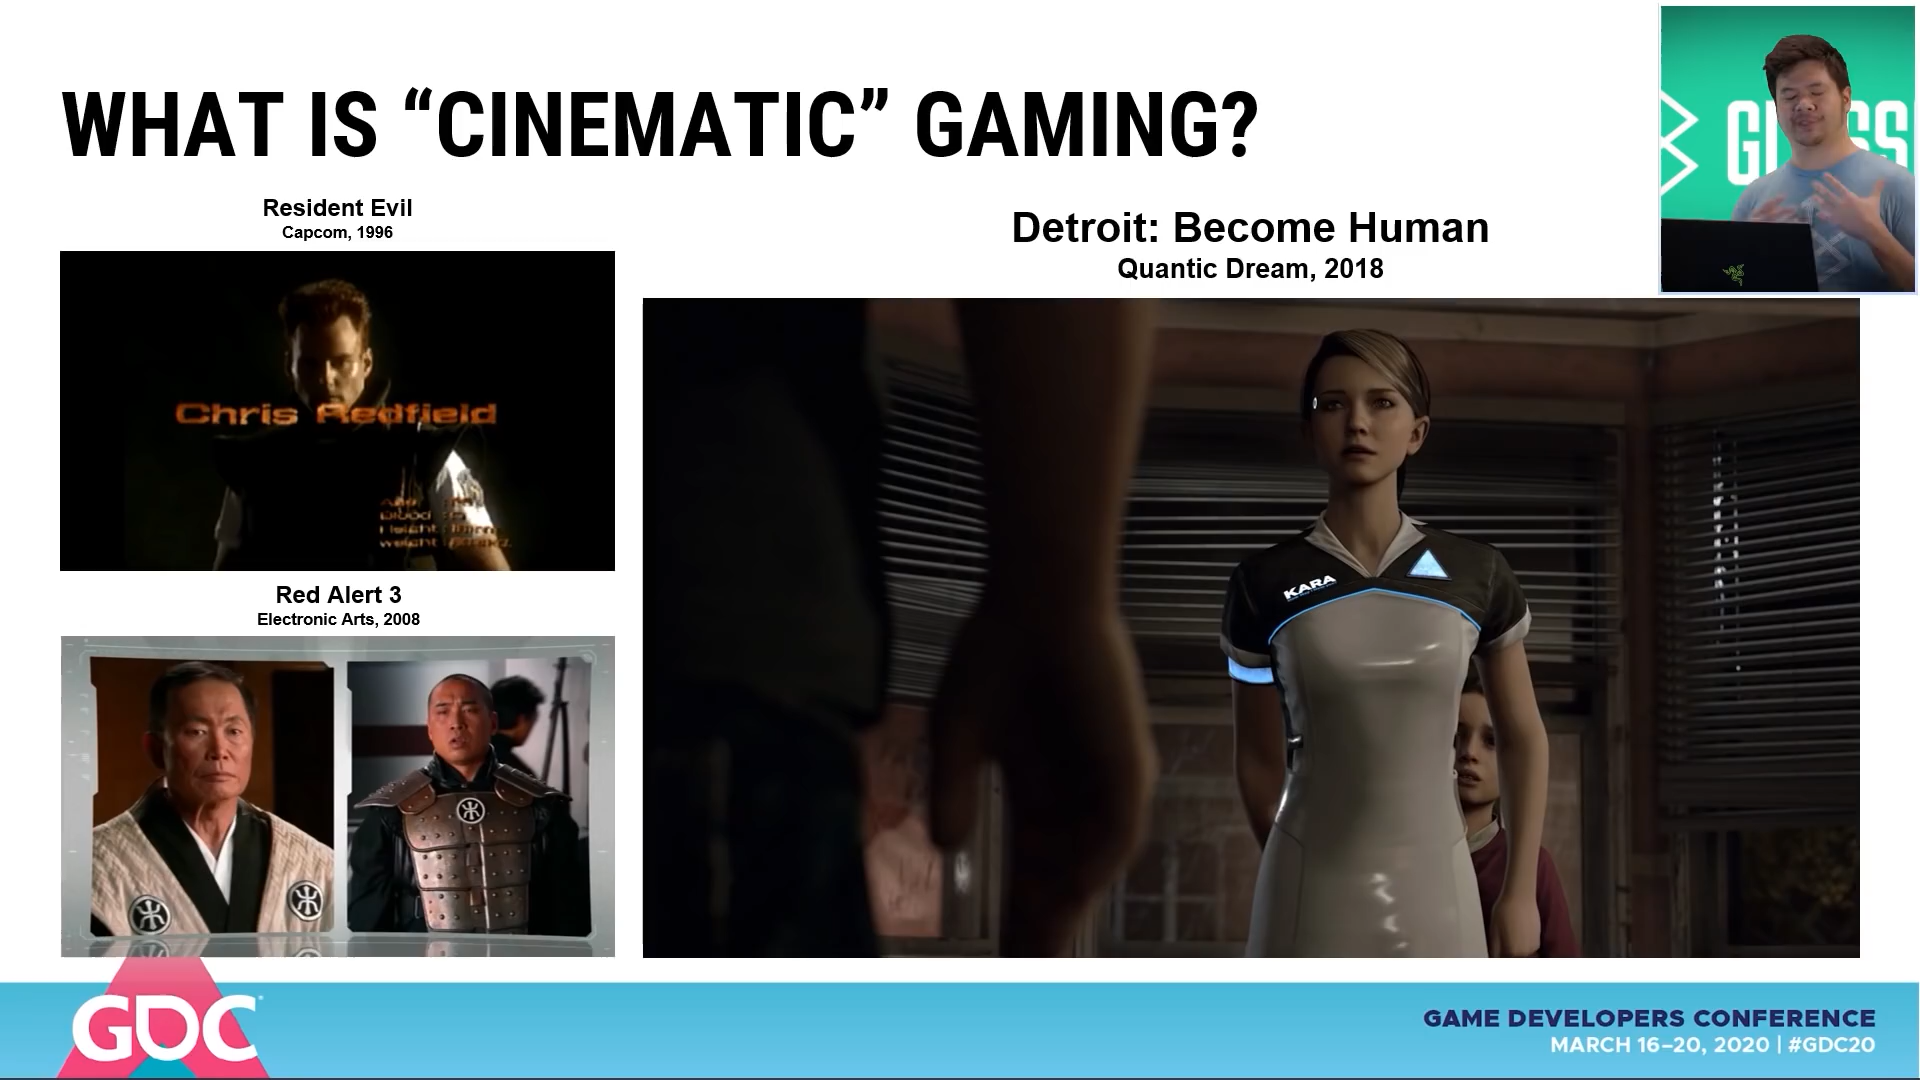 WHAT IS “CINEMATIC” GAMING?
Resident Evil
Capcom, 1996
Chris Redfield
Red Alert 3
Electronic Arts, 2008
Detroit: Become Human
Quantic Dream, 2018
KARA
GDC
GAME DEVELOPERS CONFERENCE
MARCH 16–20, 2020 | #GDC20